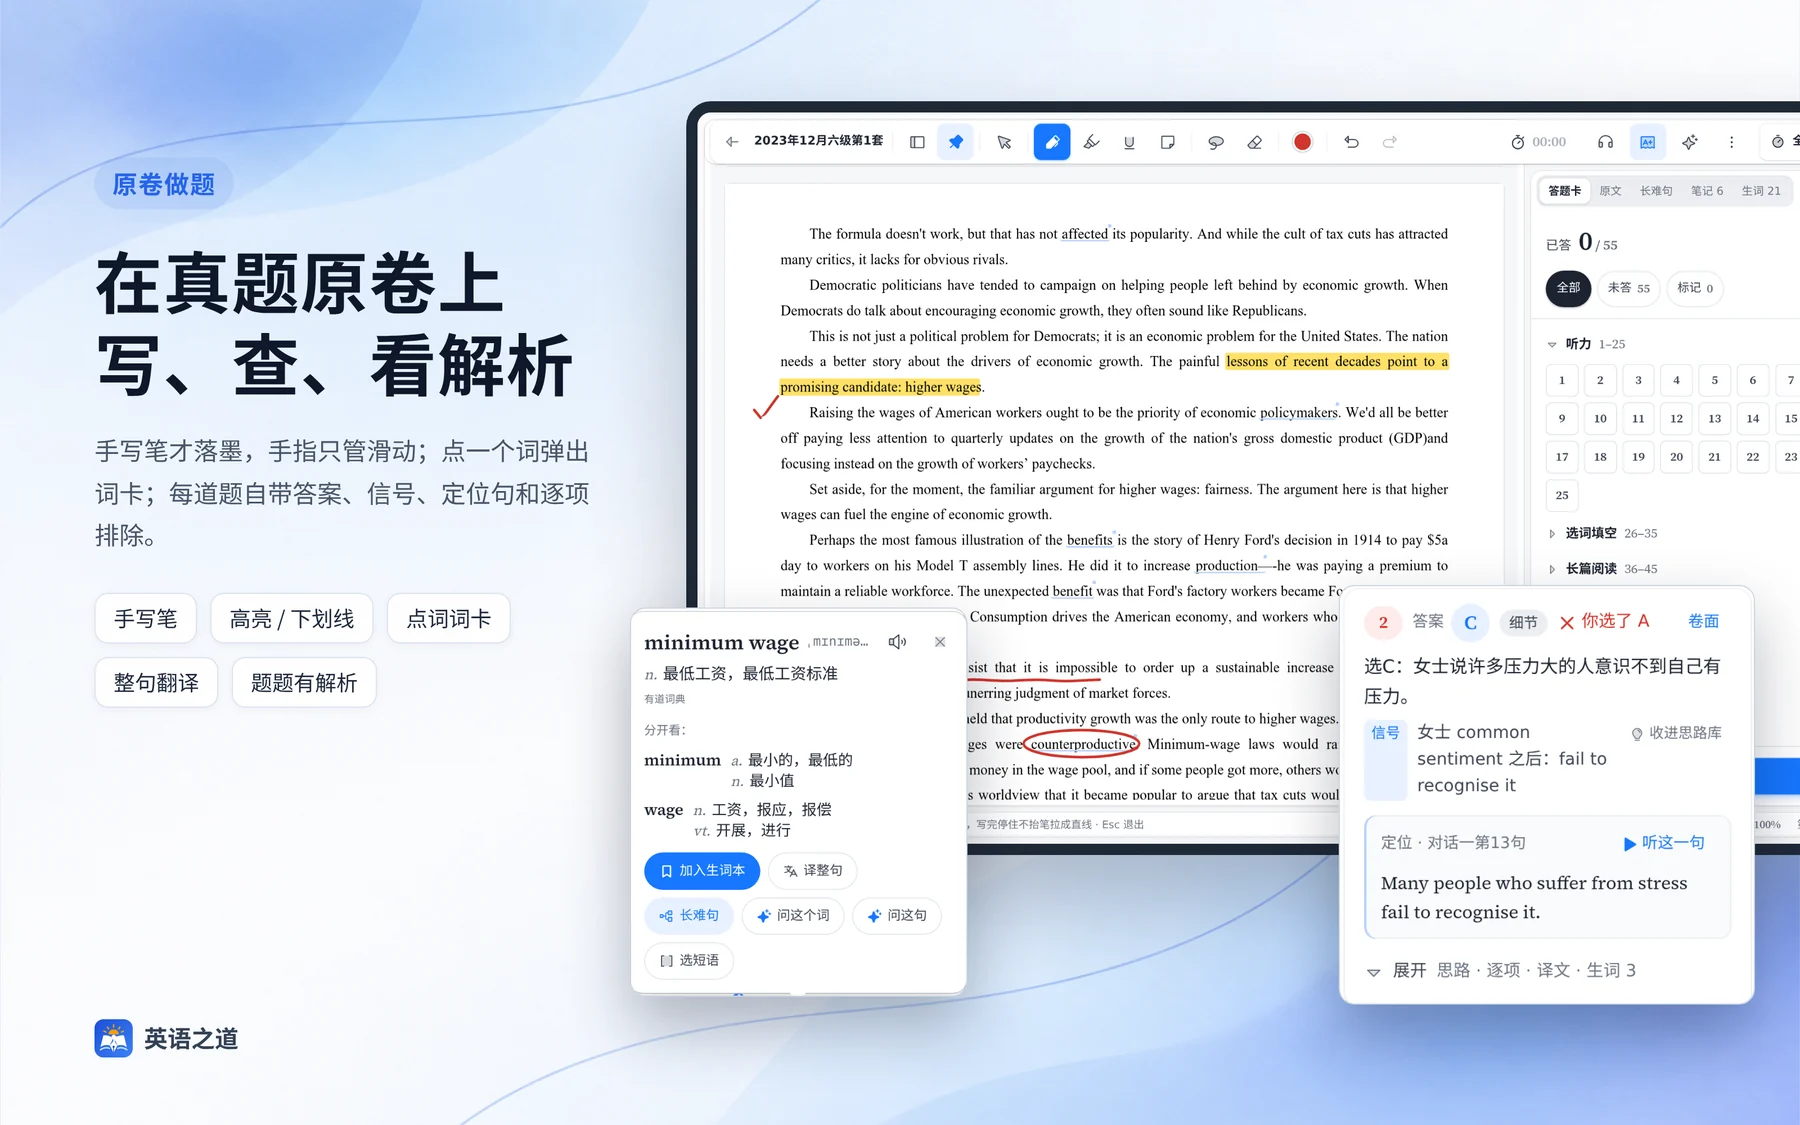 原卷做题
在真题原卷上
写、查、看解析
手写笔才落墨，手指只管滑动；点一个词弹出
词卡；每道题自带答案、信号、定位句和逐项
排除。
手写笔
高亮 / 下划线
点词词卡
整句翻译
题题有解析
英语之道
2023年12月六级第1套
00:00
The formula doesn't work, but that has not affected its popularity. And while the cult of tax cuts has attracted
many critics, it lacks for obvious rivals.
Democratic politicians have tended to campaign on helping people left behind by economic growth. When
Democrats do talk about encouraging economic growth, they often sound like Republicans.
This is not just a political problem for Democrats; it is an economic problem for the United States. The nation
needs a better story about the drivers of economic growth. The painful lessons of recent decades point to a
promising candidate: higher wages.
Raising the wages of American workers ought to be the priority of economic policymakers. We'd all be better
off paying less attention to quarterly updates on the growth of the nation's gross domestic product (GDP)and
focusing instead on the growth of workers' paychecks.
Set aside, for the moment, the familiar argument for higher wages: fairness. The argument here is that higher
wages can fuel the engine of economic growth.
Perhaps the most famous illustration of the benefits is the story of Henry Ford's decision in 1914 to pay $5a
day to workers on his Model T assembly lines. He did it to increase production—-he was paying a premium to
maintain a reliable workforce. The unexpected benefit was that Ford's factory workers became Fo
Consumption drives the American economy, and workers who
sist that it is impossible to order up a sustainable increase
nerring judgment of market forces.
eld that productivity growth was the only route to higher wages.
ges were counterproductive. Minimum-wage laws would ra
money in the wage pool, and if some people got more, others wo
s worldview that it became popular to argue that tax cuts woul
，写完停住不抬笔拉成直线 · Esc 退出
100%
答题卡
原文
长难句
笔记 6
生词 21
已答 0 / 55
全部
未答 55
标记 0
听力 1–25
1 2 3 4 5 6 7
9 10 11 12 13 14 15
17 18 19 20 21 22 23
25
选词填空 26–35
长篇阅读 36–45
minimum wage ˌmɪnɪmə…
n. 最低工资，最低工资标准
有道词典
分开看：
minimum a. 最小的，最低的
n. 最小值
wage n. 工资，报应，报偿
vt. 开展，进行
加入生词本
译整句
长难句
问这个词
问这句
选短语
2 答案 C 细节 你选了 A 卷面
选C：女士说许多压力大的人意识不到自己有
压力。
信号 女士 common 收进思路库
sentiment 之后：fail to
recognise it
定位 · 对话一第13句 听这一句
Many people who suffer from stress
fail to recognise it.
展开 思路 · 逐项 · 译文 · 生词 3